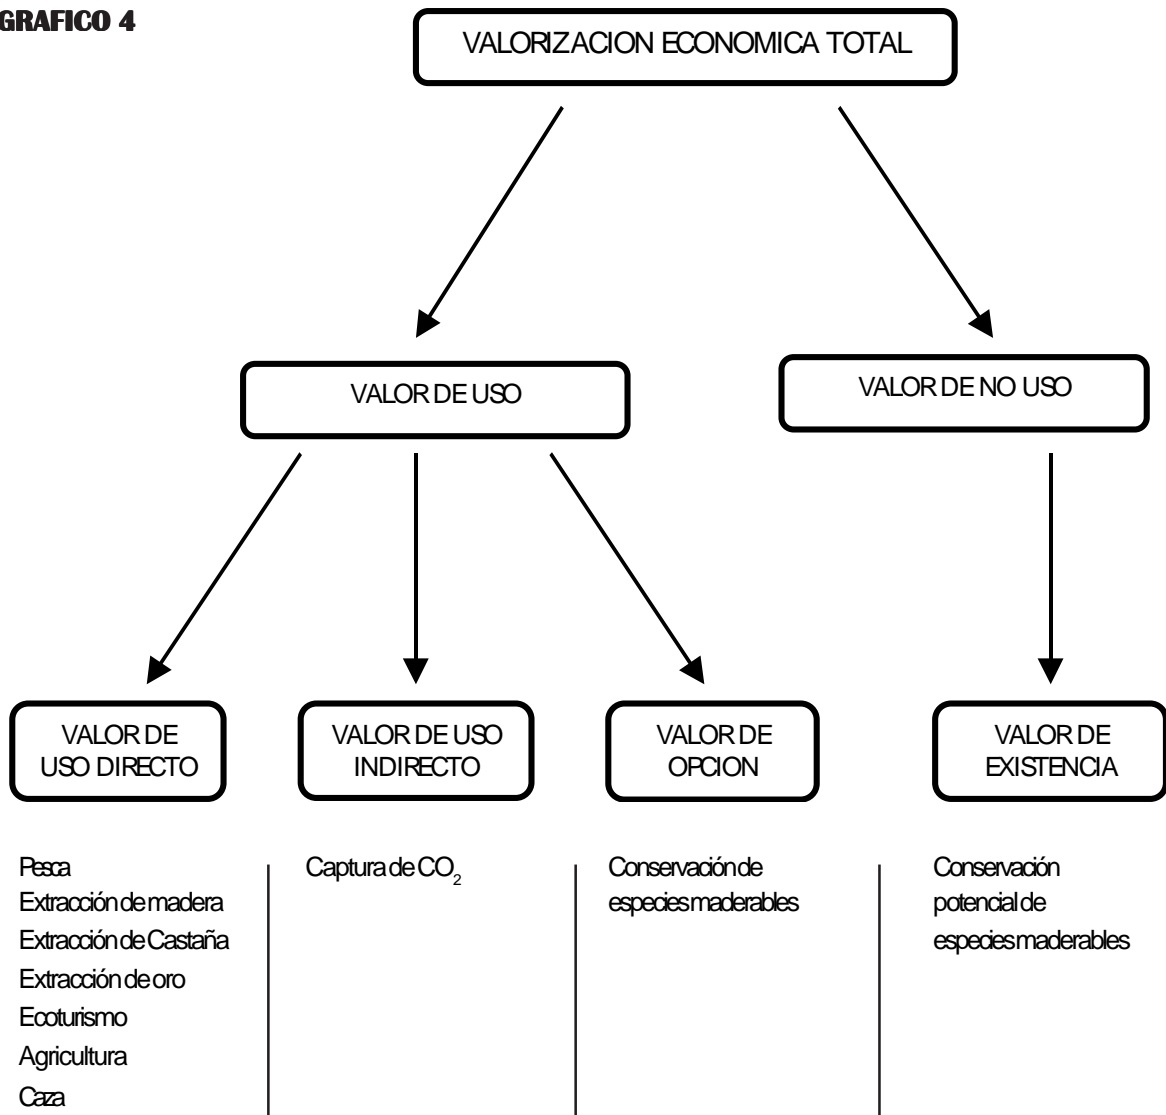 GRAFICO 4
VALORIZACION ECONOMICA TOTAL
VALOR DE USO
VALOR DE NO USO
VALOR DE
USO DIRECTO
VALOR DE USO
INDIRECTO
VALOR DE
OPCION
VALOR DE
EXISTENCIA
Pesca
Extracción de madera
Extracción de Castaña
Extracción de oro
Ecoturismo
Agricultura
Caza
Captura de CO₂
Conservación de
especies maderables
Conservación
potencial de
especies maderables